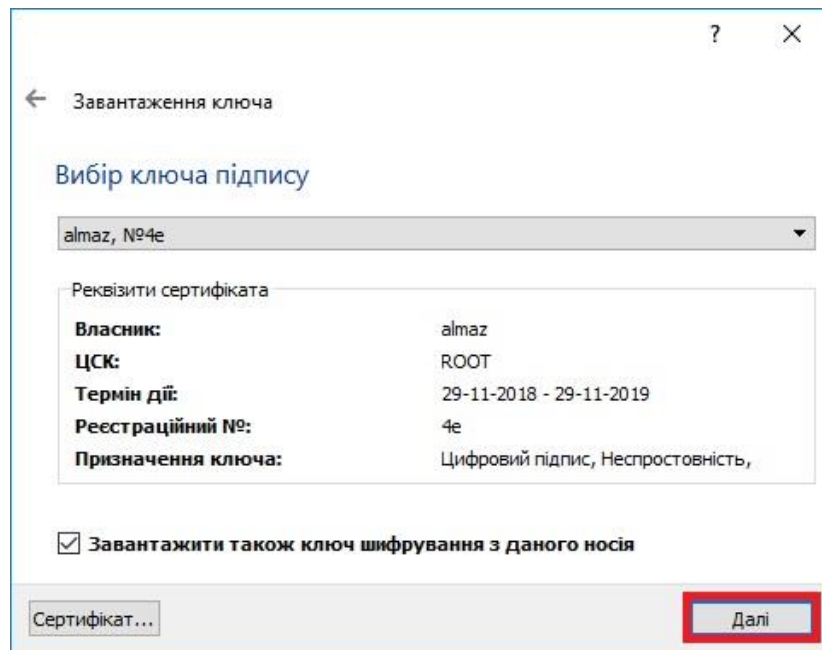 ?
Завантаження ключа
Вибір ключа підпису
almaz, №4e
Реквізити сертифіката
Власник: almaz
ЦСК: ROOT
Термін дії: 29-11-2018 - 29-11-2019
Реєстраційний №: 4e
Призначення ключа: Цифровий підпис, Неспростовність,
Завантажити також ключ шифрування з даного носія
Сертифікат... Далі